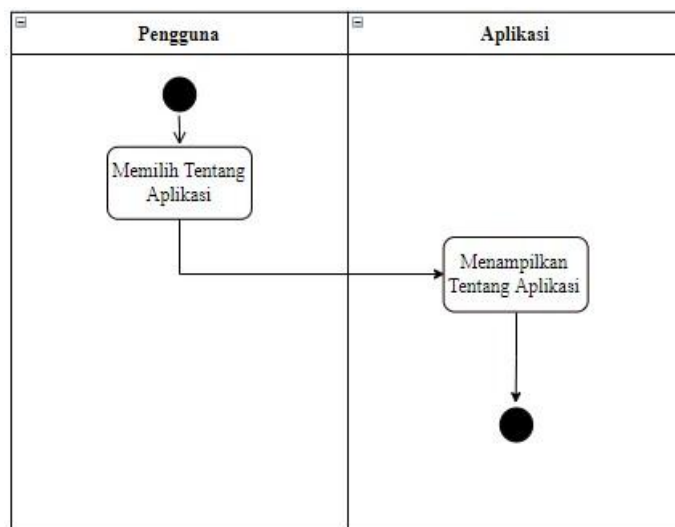 Pengguna
Aplikasi
Memilih Tentang
Aplikasi
Menampilkan
Tentang Aplikasi